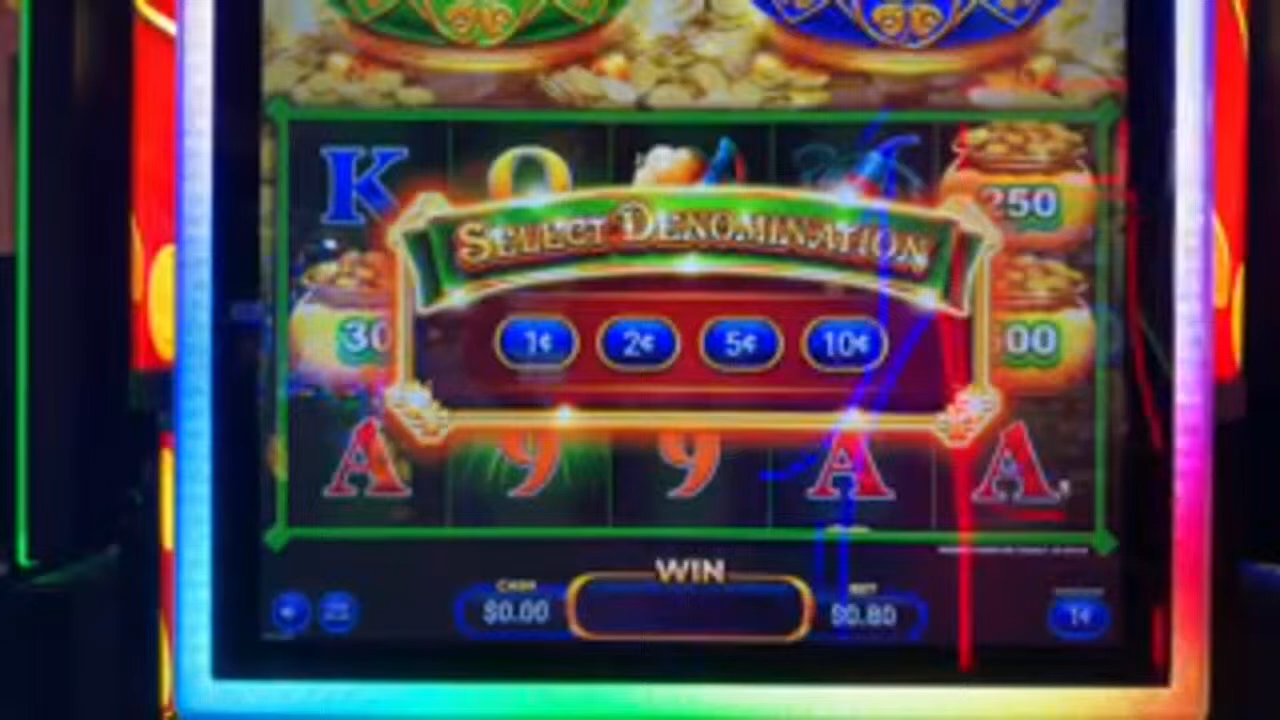 K Q 250
SELECT DENOMINATION
30 00
1¢ 2¢ 5¢ 10¢
A 9 9 A A
WIN
CASH
$0.00
BET
$0.80
1¢